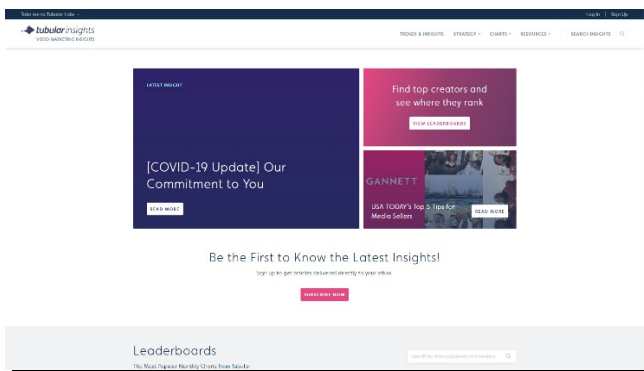 Take me to Tubular Labs
Log In | Sign Up
tubularinsights
VIDEO MARKETING INSIGHTS
TRENDS & INSIGHTS STRATEGY CHARTS RESOURCES SEARCH INSIGHTS
LATEST INSIGHT
[COVID-19 Update] Our
Commitment to You
READ MORE
Find top creators and
see where they rank
VIEW LEADERBOARDS
GANNETT
USA TODAY's Top 5 Tips for
Media Sellers
READ MORE
Be the First to Know the Latest Insights!
Sign up to get articles delivered directly to your inbox
SUBSCRIBE NOW
Leaderboards
The Most Popular Monthly Charts from Tubular